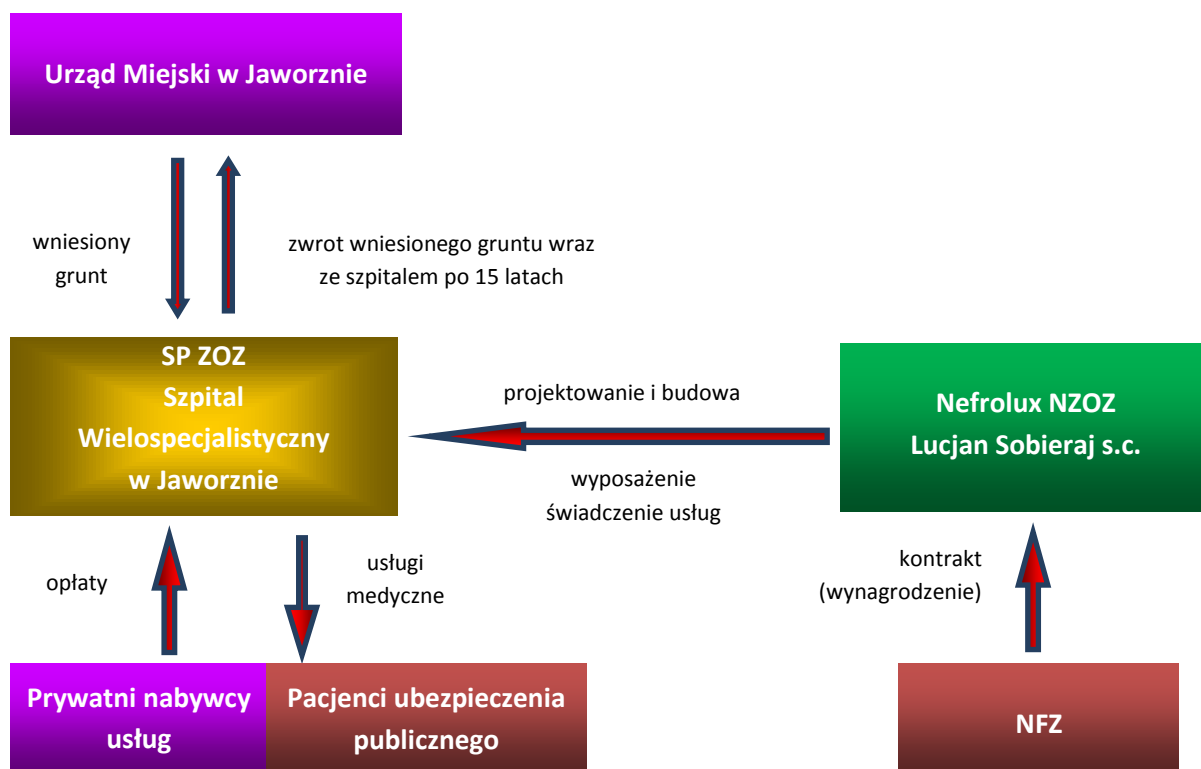 Urząd Miejski w Jaworznie
wniesiony
grunt
zwrot wniesionego gruntu wraz
ze szpitalem po 15 latach
SP ZOZ
Szpital
Wielospecjalistyczny
w Jaworznie
projektowanie i budowa
wyposażenie
świadczenie usług
Nefrolux NZOZ
Lucjan Sobieraj s.c.
opłaty
usługi
medyczne
kontrakt
(wynagrodzenie)
Prywatni nabywcy
usług
Pacjenci ubezpieczenia
publicznego
NFZ